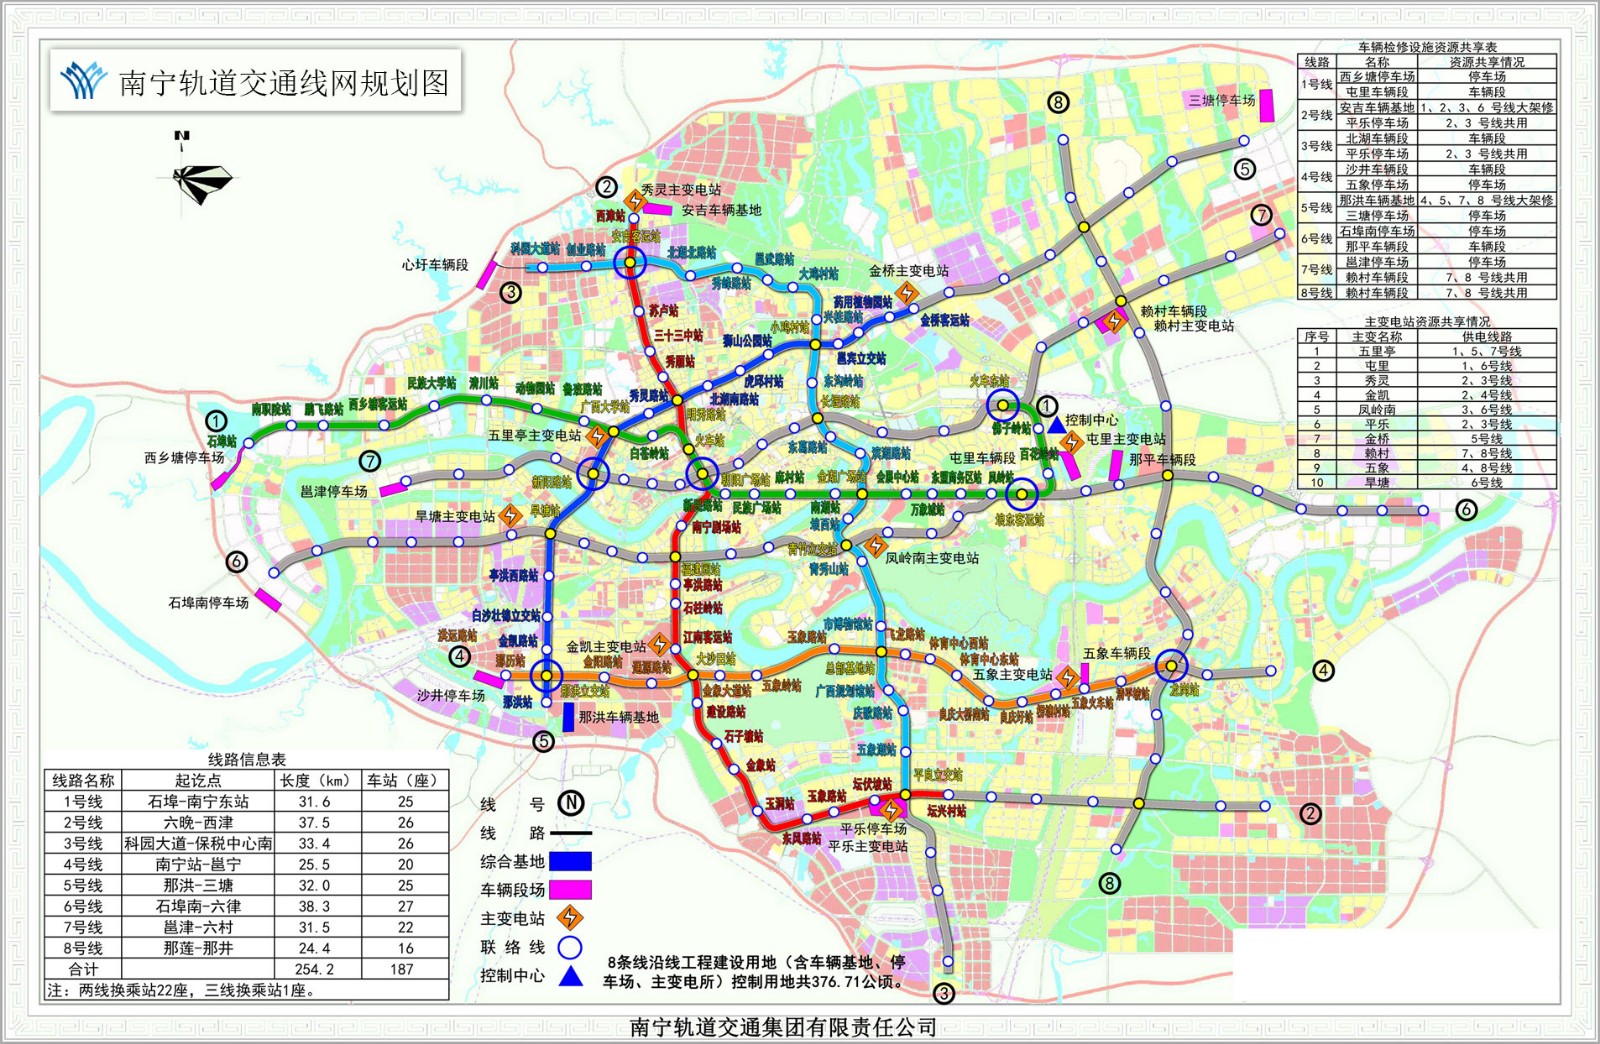 南宁轨道交通线网规划图
N
车辆检修设施资源共享表
线路 名称 资源共享情况
1号线 西乡塘停车场 停车场
屯里车辆段 车辆段
2号线 安吉车辆基地 1、2、3、6 号线大架修
平乐停车场 2、3 号线共用
3号线 北湖车辆段 车辆段
平乐停车场 2、3 号线共用
4号线 沙井车辆段 车辆段
五象停车场 停车场
5号线 那洪车辆基地 4、5、7、8 号线大架修
三塘停车场 停车场
6号线 石埠南停车场 停车场
那平车辆段 车辆段
7号线 邕津停车场 停车场
赖村车辆段 7、8 号线共用
8号线 赖村车辆段 7、8 号线共用
主变电站资源共享情况
序号 主变名称 供电线路
1 五里亭 1、5、7号线
2 屯里 1、6号线
3 秀灵 2、3号线
4 金凯 2、4号线
5 凤岭南 3、6号线
6 平乐 2、3号线
7 金桥 5号线
8 赖村 7、8号线
9 五象 4、8号线
10 旱塘 6号线
三塘停车场
8
5
7
2
秀灵主变电站
安吉车辆基地
西津站
安吉客运站
科园大道站
创业路站
北湖北路站
心圩车辆段
3
秀峰路站
邕武路站
大鸡村站
金桥主变电站
药用植物园站
兴桂路站
金桥客运站
小鸡村站
赖村车辆段
赖村主变电站
苏卢站
三十三中站
秀厢站
狮山公园站
虎邱村站
邕宾立交站
东沟岭站
长堽路站
火车东站
1
控制中心
佛子岭站
屯里主变电站
百花岭站
屯里车辆段
那平车辆段
民族大学站
清川站
动物园站
鲁班路站
南职院站
鹏飞路站
西乡塘客运站
1
石埠站
西乡塘停车场
秀灵路站
北湖南路站
广西大学站
明秀路站
五里亭主变电站
白苍岭站
火车站
东葛路站
滨湖路站
7
邕津停车场
新阳路站
朝阳广场站
麻村站
金湖广场站
会展中心站
东盟商务区站
凤岭站
新民路站
民族广场站
南湖站
万象城站
埌东客运站
6
旱塘主变电站
旱塘站
南宁剧场站
埌西站
青竹立交站
凤岭南主变电站
福建园站
青秀山站
6
石埠南停车场
亭洪西路站
亭洪路站
白沙壮锦立交站
石柱岭站
金凯路站
洪运路站
4
那历站
金凯主变电站
江南客运站
玉象路站
市博物馆站
飞龙路站
体育中心西站
体育中心东站
五象车辆段
五象主变电站
沙井停车场
金阳路站
大沙田站
总部基地站
那洪立交站
金象大道站
五象岭站
广西规划馆站
良庆大桥南站
良庆圩站
五象火车站
清平坡站
龙岗站
4
那洪站
那洪车辆基地
5
建设路站
庆歌路站
石子塘站
五象湖站
金象站
平良立交站
玉洞站
玉象路站
坛伏坡站
坛兴村站
东风路站
平乐停车场
平乐主变电站
2
8
3
线路信息表
线路名称 起讫点 长度（km） 车站（座）
1号线 石埠-南宁东站 31.6 25
2号线 六晚-西津 37.5 26
3号线 科园大道-保税中心南 33.4 26
4号线 南宁站-邕宁 25.5 20
5号线 那洪-三塘 32.0 25
6号线 石埠南-六律 38.3 27
7号线 邕津-六村 31.5 22
8号线 那莲-那井 24.4 16
合计 254.2 187
注：两线换乘站22座，三线换乘站1座。
线 号 N
线 路
综合基地
车辆段场
主变电站
联络线
控制中心
8条线沿线工程建设用地（含车辆基地、停
车场、主变电所）控制用地共376.71公顷。
南宁轨道交通集团有限责任公司